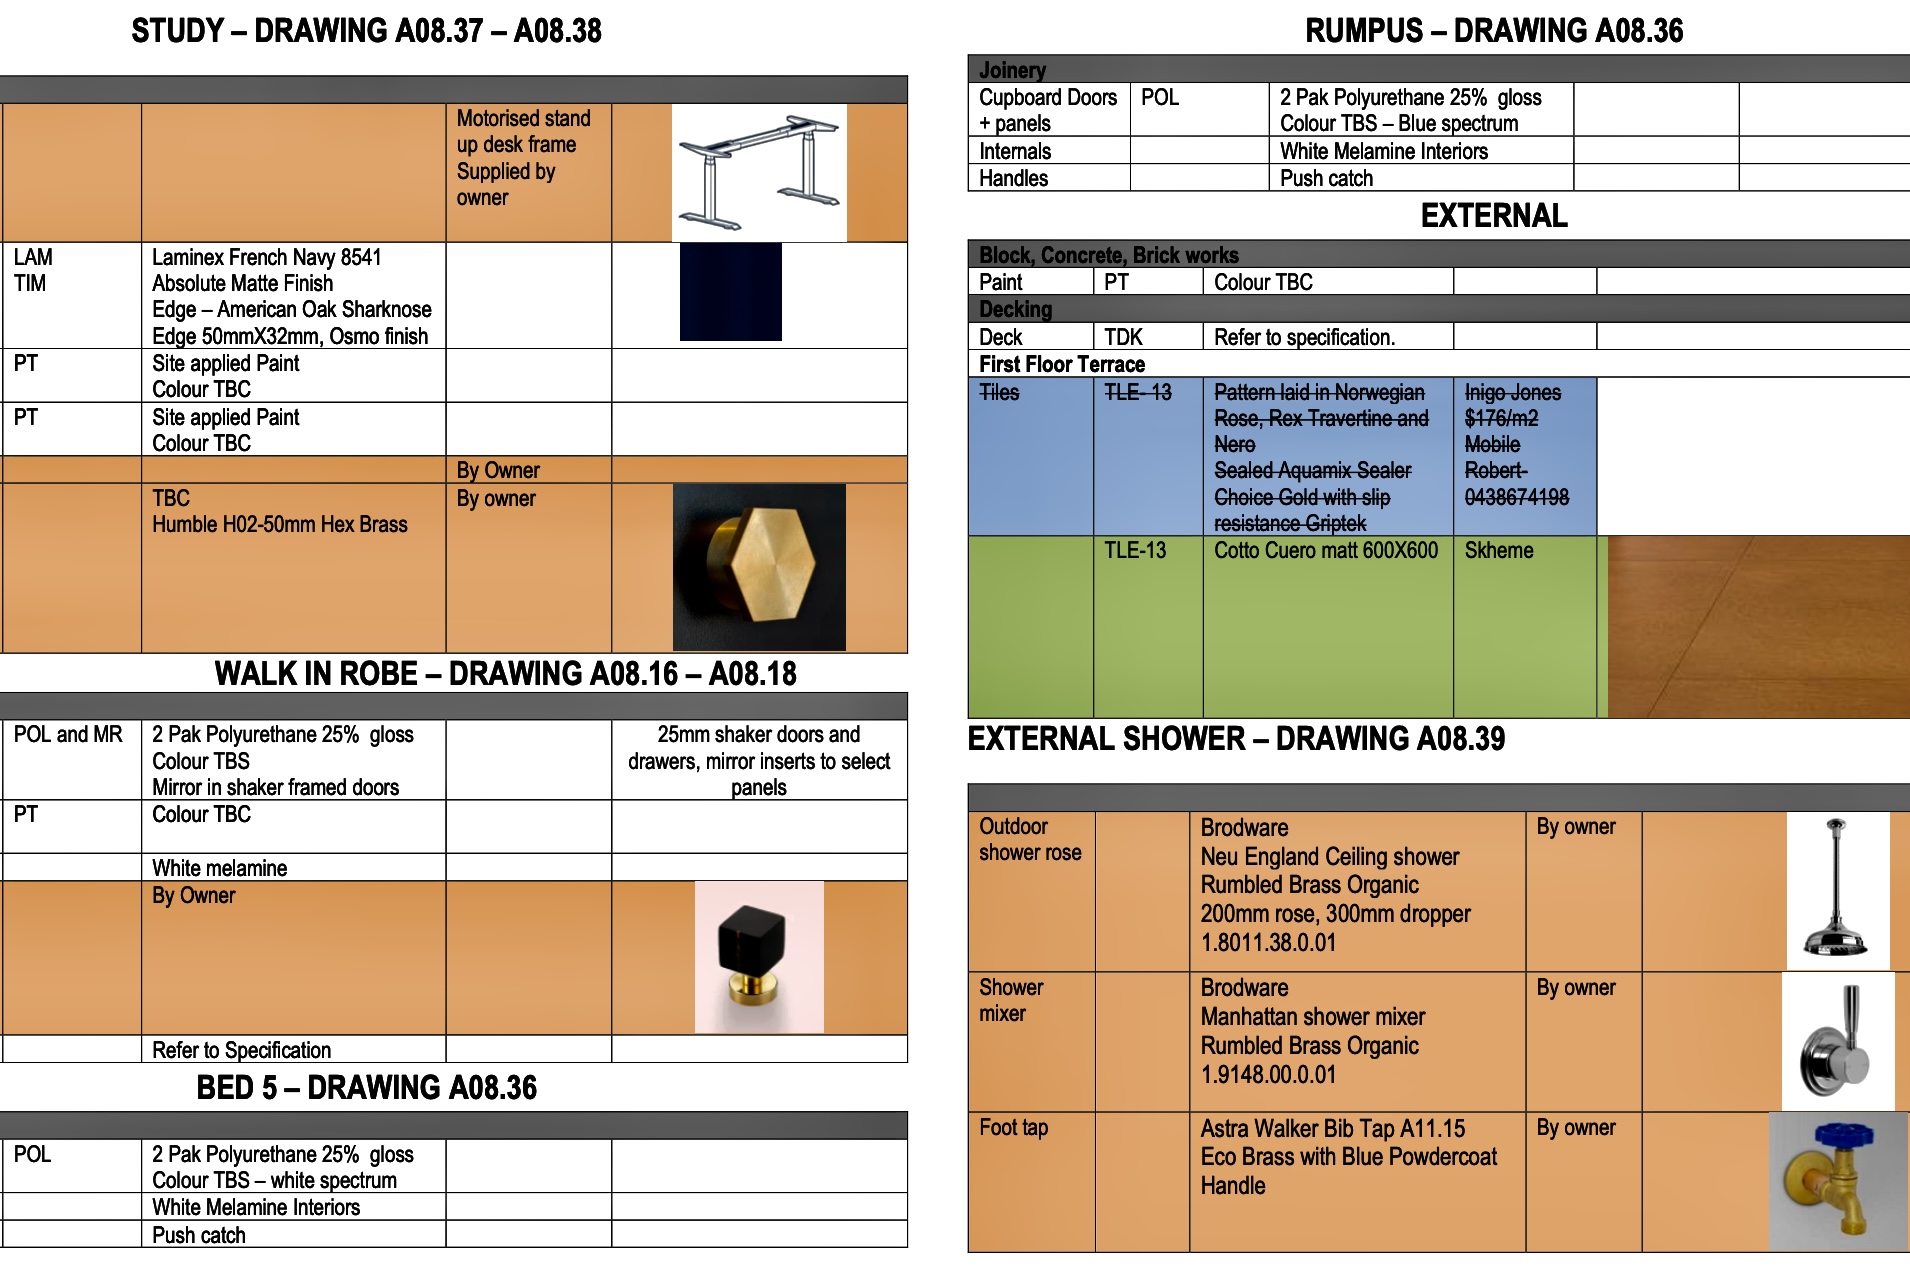 STUDY – DRAWING A08.37 – A08.38
Motorised stand
up desk frame
Supplied by
owner
LAM
TIM
Laminex French Navy 8541
Absolute Matte Finish
Edge – American Oak Sharknose
Edge 50mmX32mm, Osmo finish
PT
Site applied Paint
Colour TBC
PT
Site applied Paint
Colour TBC
By Owner
TBC
Humble H02-50mm Hex Brass
By owner
WALK IN ROBE – DRAWING A08.16 – A08.18
POL and MR
2 Pak Polyurethane 25%  gloss
Colour TBS
Mirror in shaker framed doors
25mm shaker doors and
drawers, mirror inserts to select
panels
PT
Colour TBC
White melamine
By Owner
Refer to Specification
BED 5 – DRAWING A08.36
POL
2 Pak Polyurethane 25%  gloss
Colour TBS – white spectrum
White Melamine Interiors
Push catch
RUMPUS – DRAWING A08.36
Joinery
Cupboard Doors
+ panels
POL
2 Pak Polyurethane 25%  gloss
Colour TBS – Blue spectrum
Internals
White Melamine Interiors
Handles
Push catch
EXTERNAL
Block, Concrete, Brick works
Paint
PT
Colour TBC
Decking
Deck
TDK
Refer to specification.
First Floor Terrace
Tiles
TLE- 13
Pattern laid in Norwegian
Rose, Rex Travertine and
Nero
Sealed Aquamix Sealer
Choice Gold with slip
resistance Griptek
Inigo Jones
$176/m2
Mobile
Robert-
0438674198
TLE-13
Cotto Cuero matt 600X600
Skheme
EXTERNAL SHOWER – DRAWING A08.39
Outdoor
shower rose
Brodware
Neu England Ceiling shower
Rumbled Brass Organic
200mm rose, 300mm dropper
1.8011.38.0.01
By owner
Shower
mixer
Brodware
Manhattan shower mixer
Rumbled Brass Organic
1.9148.00.0.01
By owner
Foot tap
Astra Walker Bib Tap A11.15
Eco Brass with Blue Powdercoat
Handle
By owner